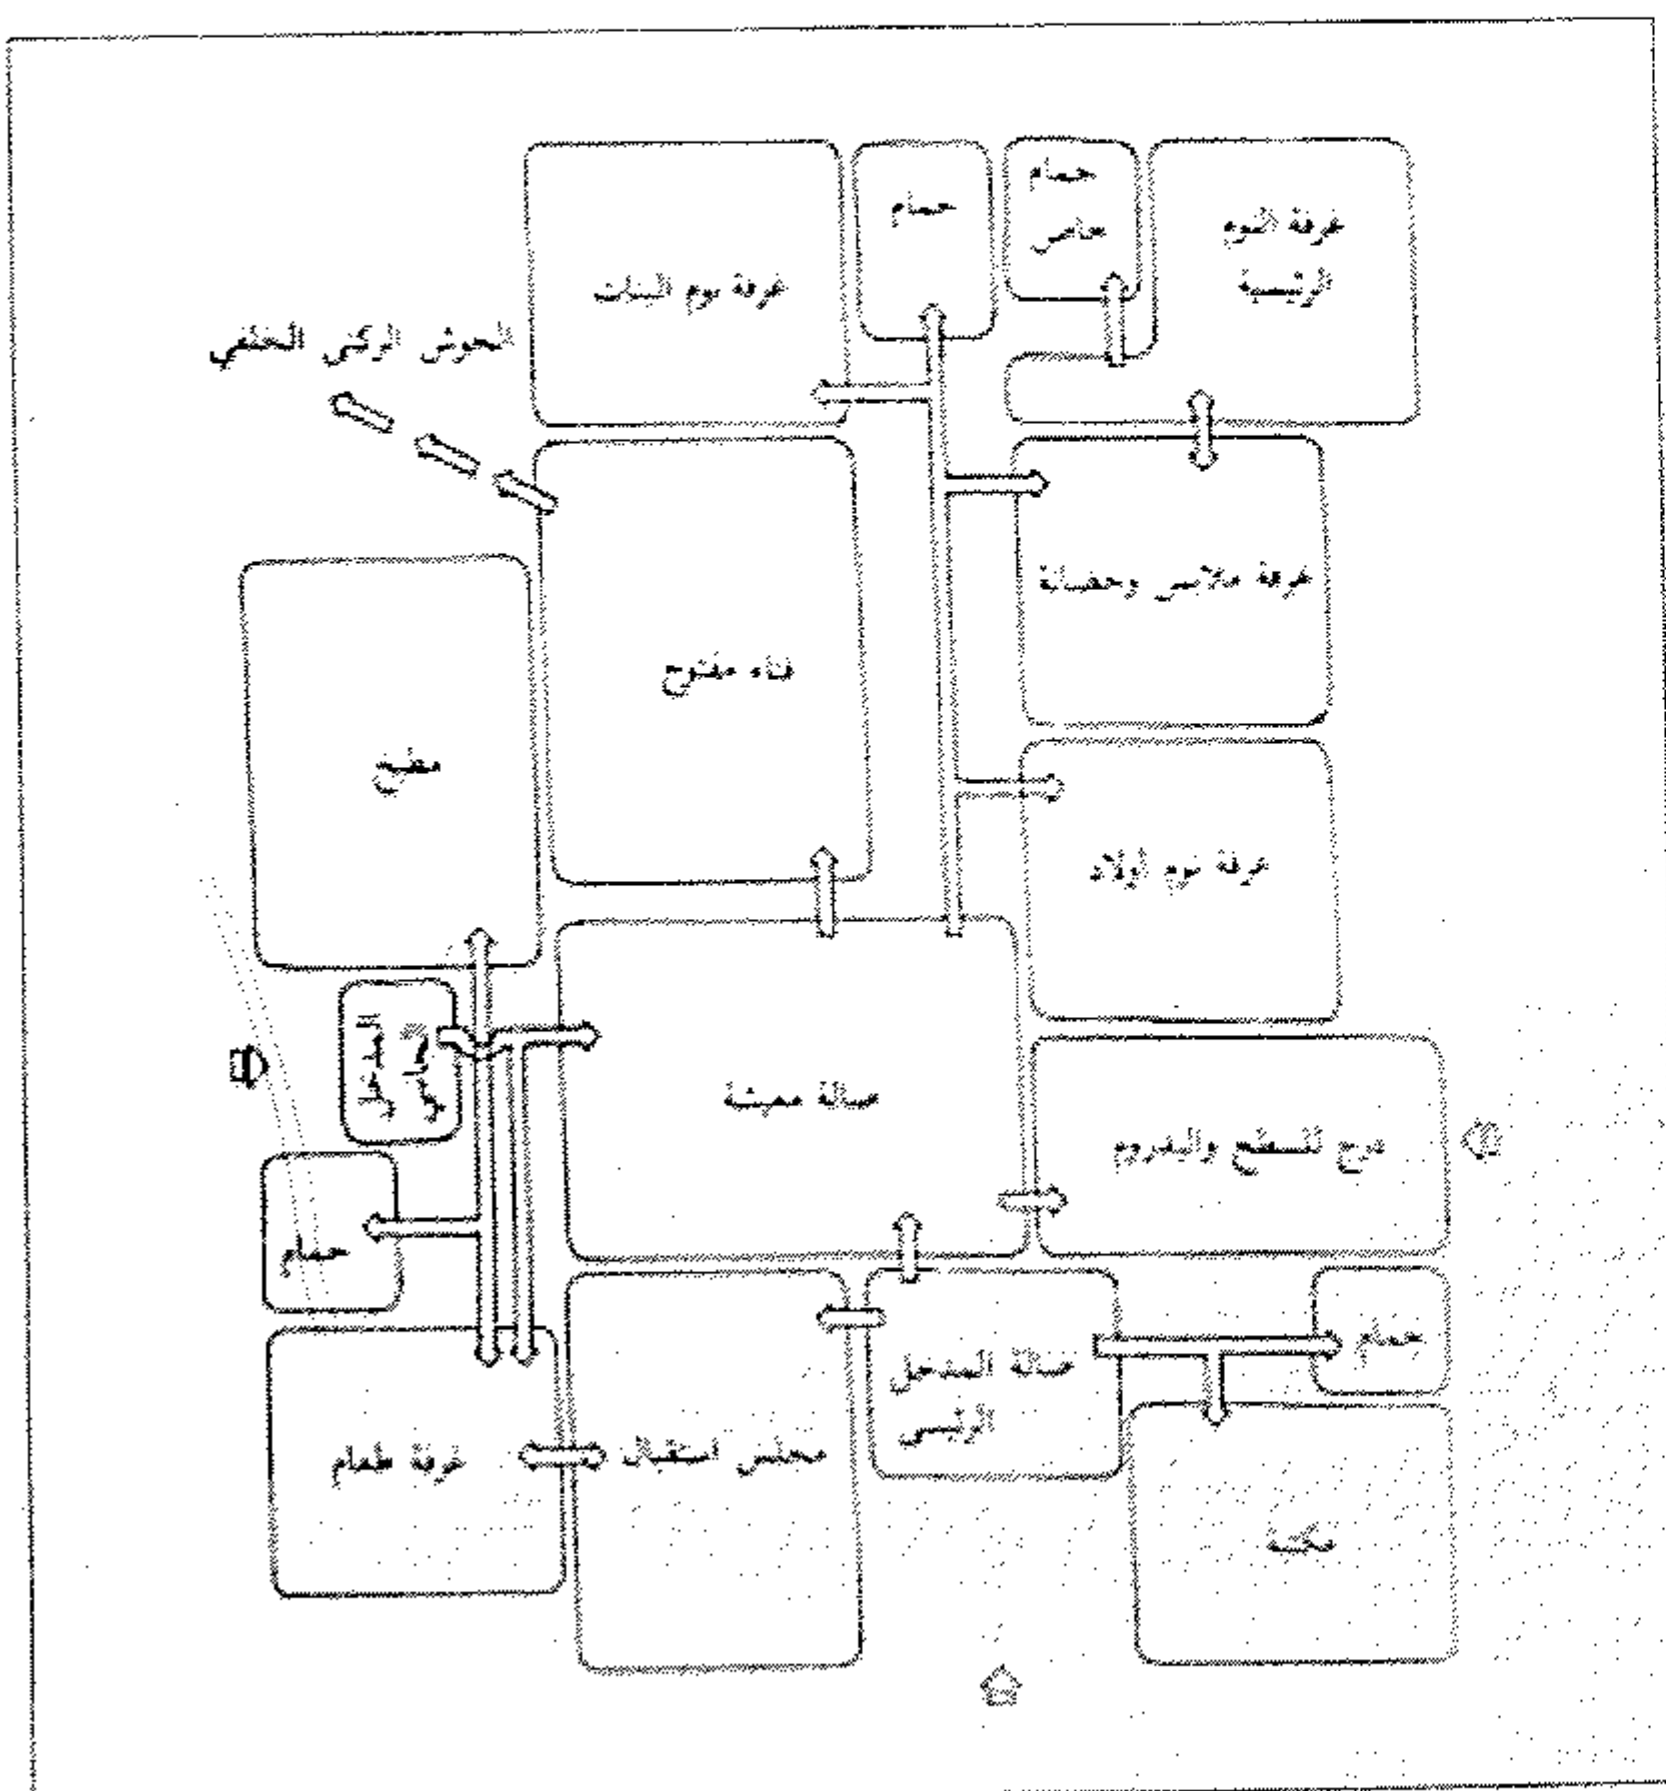 حمام
خاص
غرفة النوم
الرئيسية
حمام
غرفة نوم البنات
الحوش الركني الخلفي
غرفة ملابس وحضانة
فناء مفتوح
مطبخ
غرفة نوم أولاد
المدخل
صالة معيشة
درج للسطح والبدروم
حمام
حمام
صالة المدخل
الرئيسي
مجلس استقبال
غرفة طعام
مكتبة